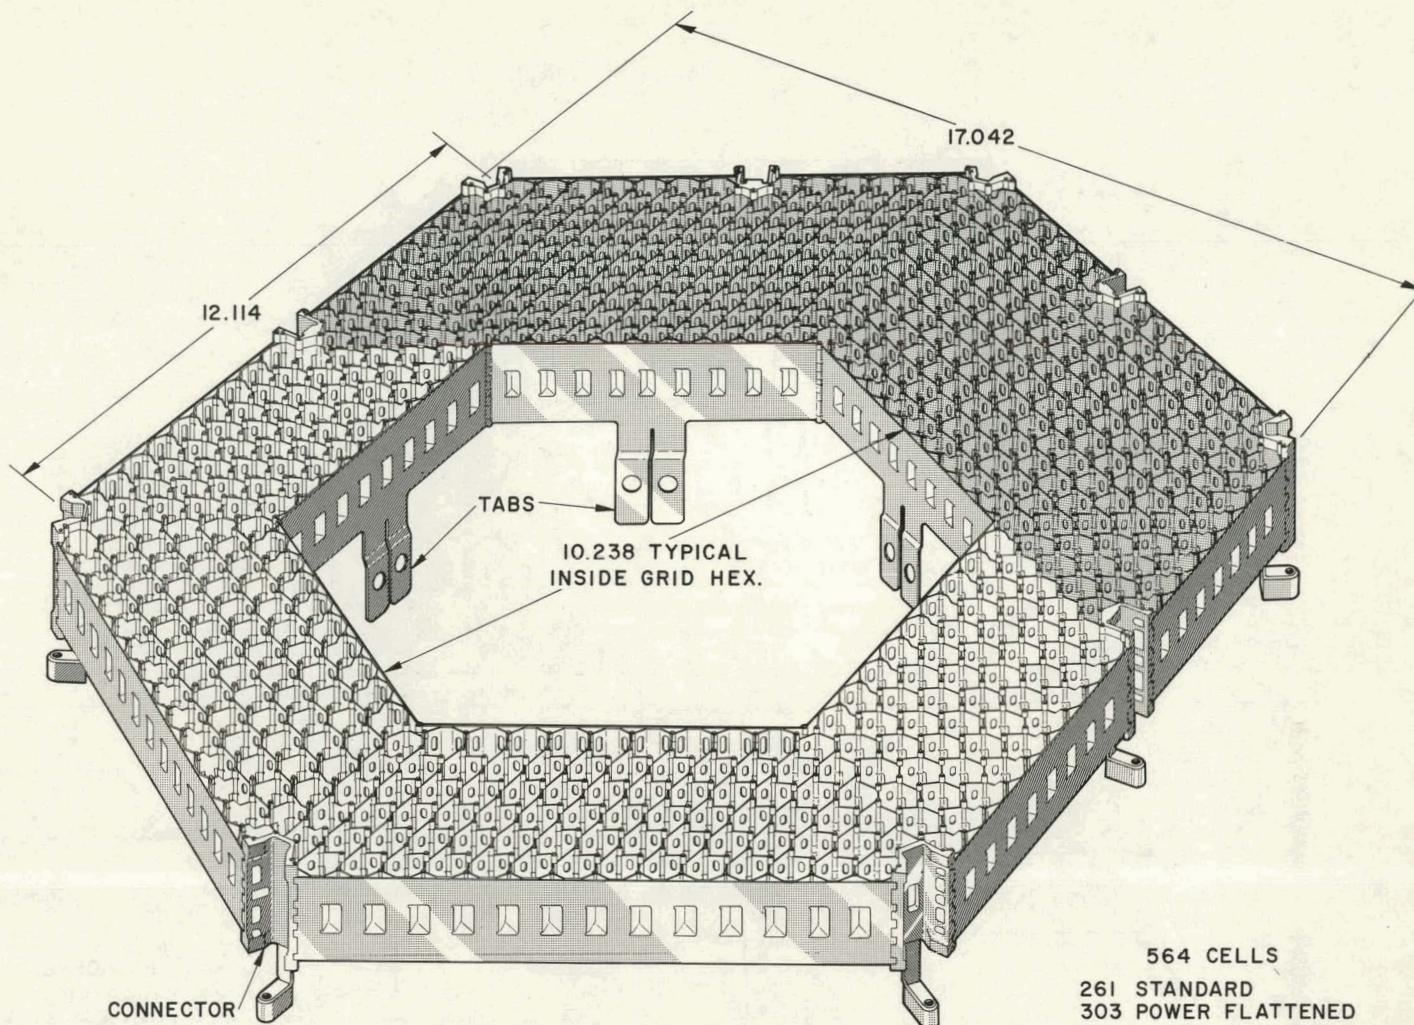 17.042
12.114
TABS
10.238 TYPICAL
INSIDE GRID HEX.
564 CELLS
261 STANDARD
303 POWER FLATTENED
CONNECTOR